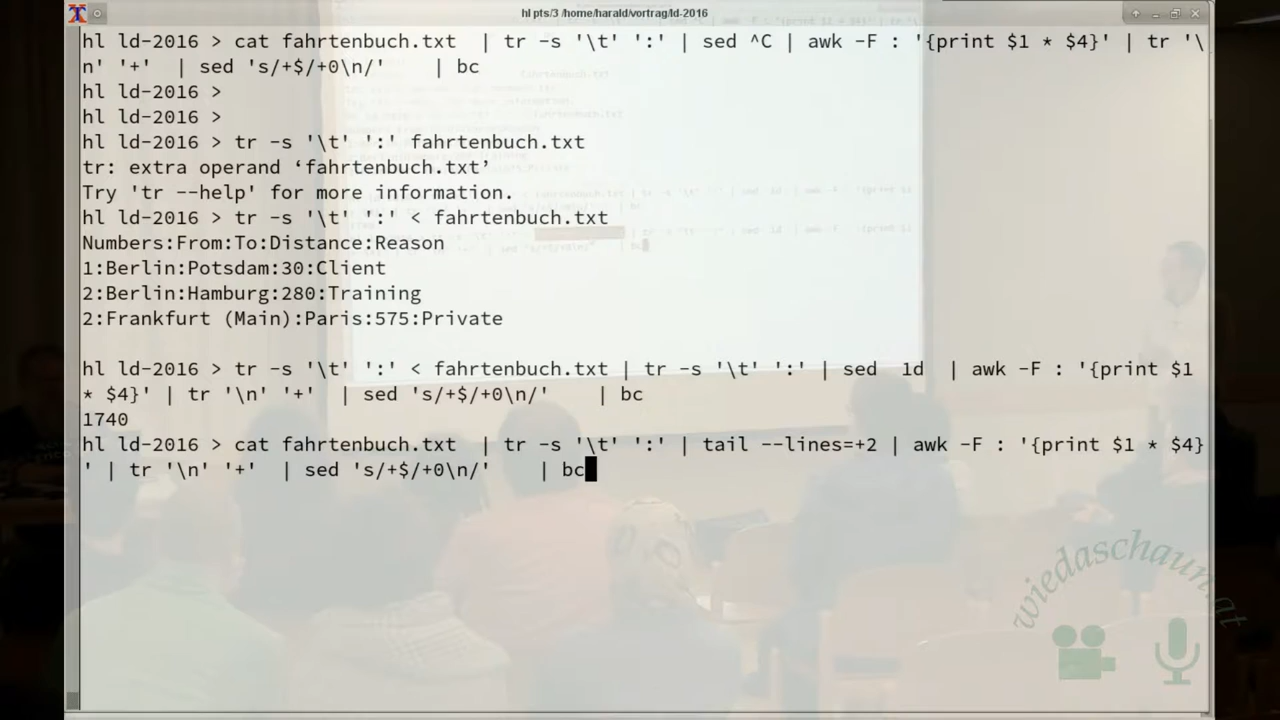 hl pts/3 /home/harald/vortrag/ld-2016
hl ld-2016 > cat fahrtenbuch.txt  | tr -s '\t' ':' | sed ^C | awk -F : '{print $1 * $4}' | tr '\
n' '+'  | sed 's/+$/+0\n/'    | bc
hl ld-2016 >
hl ld-2016 >
hl ld-2016 > tr -s '\t' ':' fahrtenbuch.txt
tr: extra operand ‘fahrtenbuch.txt’
Try 'tr --help' for more information.
hl ld-2016 > tr -s '\t' ':' < fahrtenbuch.txt
Numbers:From:To:Distance:Reason
1:Berlin:Potsdam:30:Client
2:Berlin:Hamburg:280:Training
2:Frankfurt (Main):Paris:575:Private
hl ld-2016 > tr -s '\t' ':' < fahrtenbuch.txt | tr -s '\t' ':' | sed  1d  | awk -F : '{print $1
* $4}' | tr '\n' '+'  | sed 's/+$/+0\n/'    | bc
1740
hl ld-2016 > cat fahrtenbuch.txt  | tr -s '\t' ':' | tail --lines=+2 | awk -F : '{print $1 * $4}
' | tr '\n' '+'  | sed 's/+$/+0\n/'    | bc
wiedaschaun.at